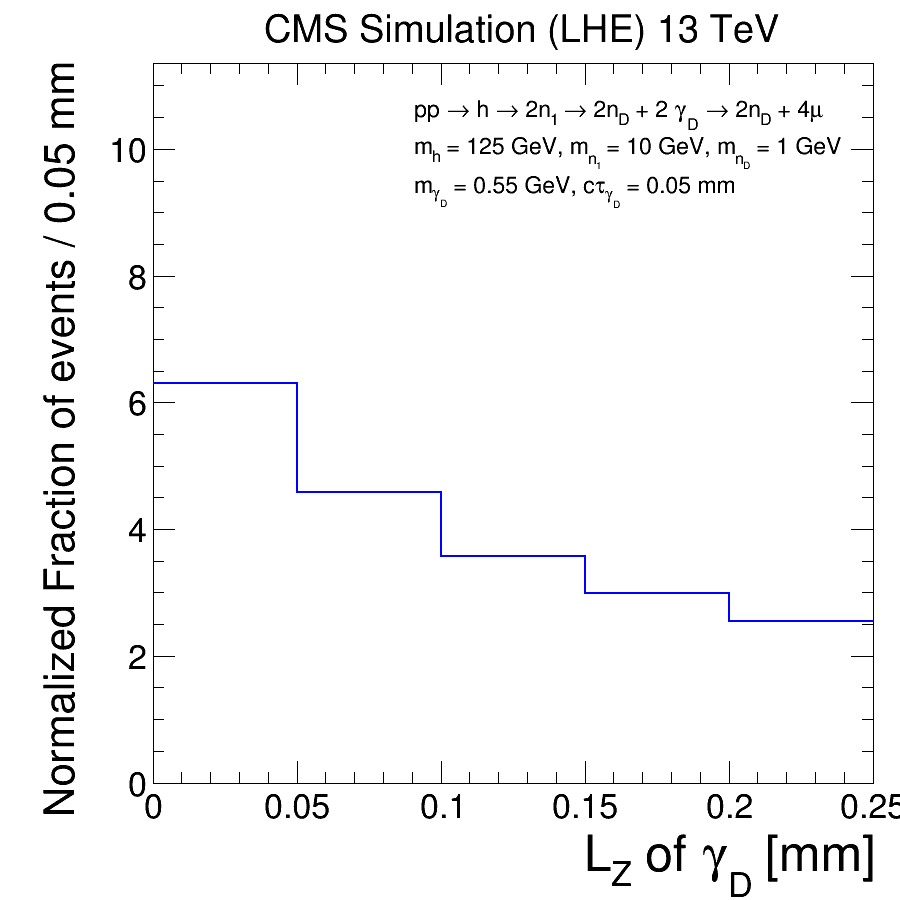 CMS Simulation (LHE) 13 TeV
pp → h → 2n1 → 2nD + 2 γD → 2nD + 4μ
mh = 125 GeV, mn1 = 10 GeV, mnD = 1 GeV
mγD = 0.55 GeV, cτγD = 0.05 mm
Normalized Fraction of events / 0.05 mm
10
8
6
4
2
0
0 0.05 0.1 0.15 0.2 0.25
LZ of γD [mm]